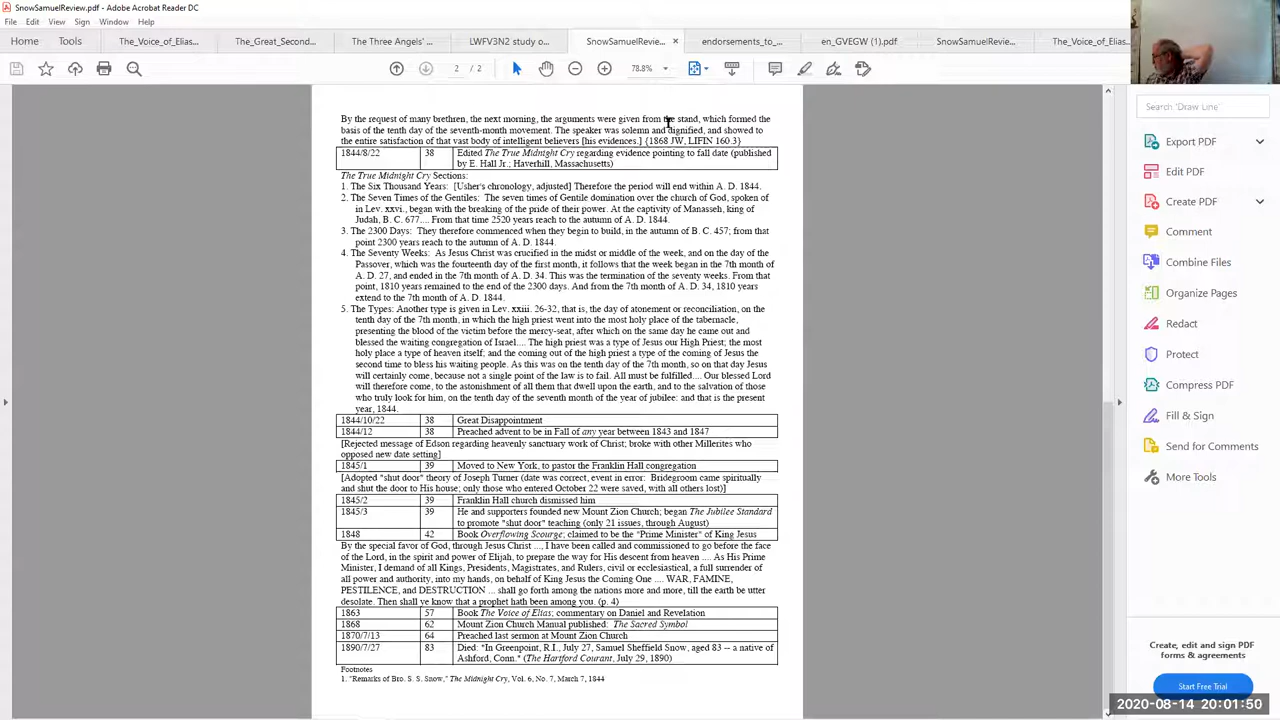 SnowSamuelReview.pdf - Adobe Acrobat Reader DC
File Edit View Sign Window Help
Home Tools The_Voice_of_Elias... The_Great_Second... The Three Angels' ... LWFV3N2 study o... SnowSamuelRevie... × endorsements_to_... en_GVEGW (1).pdf SnowSamuelRevie... The_Voice_of_Elias
2 / 2 78.8%
By the request of many brethren, the next morning, the arguments were given from the stand, which formed the
basis of the tenth day of the seventh-month movement. The speaker was solemn and dignified, and showed to
the entire satisfaction of that vast body of intelligent believers [his evidences.] {1868 JW, LIFIN 160.3}
1844/8/22 38 Edited The True Midnight Cry regarding evidence pointing to fall date (published
by E. Hall Jr.; Haverhill, Massachusetts)
The True Midnight Cry Sections:
1. The Six Thousand Years: [Usher's chronology, adjusted] Therefore the period will end within A. D. 1844.
2. The Seven Times of the Gentiles: The seven times of Gentile domination over the church of God, spoken of
in Lev. xxvi., began with the breaking of the pride of their power. At the captivity of Manasseh, king of
Judah, B. C. 677.... From that time 2520 years reach to the autumn of A. D. 1844.
3. The 2300 Days: They therefore commenced when they begin to build, in the autumn of B. C. 457; from that
point 2300 years reach to the autumn of A. D. 1844.
4. The Seventy Weeks: As Jesus Christ was crucified in the midst or middle of the week, and on the day of the
Passover, which was the fourteenth day of the first month, it follows that the week began in the 7th month of
A. D. 27, and ended in the 7th month of A. D. 34. This was the termination of the seventy weeks. From that
point, 1810 years remained to the end of the 2300 days. And from the 7th month of A. D. 34, 1810 years
extend to the 7th month of A. D. 1844.
5. The Types: Another type is given in Lev. xxiii. 26-32, that is, the day of atonement or reconciliation, on the
tenth day of the 7th month, in which the high priest went into the most holy place of the tabernacle,
presenting the blood of the victim before the mercy-seat, after which on the same day he came out and
blessed the waiting congregation of Israel.... The high priest was a type of Jesus our High Priest; the most
holy place a type of heaven itself; and the coming out of the high priest a type of the coming of Jesus the
second time to bless his waiting people. As this was on the tenth day of the 7th month, so on that day Jesus
will certainly come, because not a single point of the law is to fail. All must be fulfilled.... Our blessed Lord
will therefore come, to the astonishment of all them that dwell upon the earth, and to the salvation of those
who truly look for him, on the tenth day of the seventh month of the year of jubilee: and that is the present
year, 1844.
1844/10/22 38 Great Disappointment
1844/12 38 Preached advent to be in Fall of any year between 1843 and 1847
[Rejected message of Edson regarding heavenly sanctuary work of Christ; broke with other Millerites who
opposed new date setting]
1845/1 39 Moved to New York, to pastor the Franklin Hall congregation
[Adopted "shut door" theory of Joseph Turner (date was correct, event in error: Bridegroom came spiritually
and shut the door to His house; only those who entered October 22 were saved, with all others lost)]
1845/2 39 Franklin Hall church dismissed him
1845/3 39 He and supporters founded new Mount Zion Church; began The Jubilee Standard
to promote "shut door" teaching (only 21 issues, through August)
1848 42 Book Overflowing Scourge; claimed to be the "Prime Minister" of King Jesus
By the special favor of God, through Jesus Christ ..., I have been called and commissioned to go before the face
of the Lord, in the spirit and power of Elijah, to prepare the way for His descent from heaven .... As His Prime
Minister, I demand of all Kings, Presidents, Magistrates, and Rulers, civil or ecclesiastical, a full surrender of
all power and authority, into my hands, on behalf of King Jesus the Coming One .... WAR, FAMINE,
PESTILENCE, and DESTRUCTION ... shall go forth among the nations more and more, till the earth be utter
desolate. Then shall ye know that a prophet hath been among you. (p. 4)
1863 57 Book The Voice of Elias; commentary on Daniel and Revelation
1868 62 Mount Zion Church Manual published: The Sacred Symbol
1870/7/13 64 Preached last sermon at Mount Zion Church
1890/7/27 83 Died: "In Greenpoint, R.I., July 27, Samuel Sheffield Snow, aged 83 -- a native of
Ashford, Conn." (The Hartford Courant, July 29, 1890)
Footnotes
1. "Remarks of Bro. S. S. Snow," The Midnight Cry, Vol. 6, No. 7, March 7, 1844
Search 'Draw Line'
Export PDF
Edit PDF
Create PDF
Comment
Combine Files
Organize Pages
Redact
Protect
Compress PDF
Fill & Sign
Send for Comments
More Tools
Create, edit and sign PDF
forms & agreements
Start Free Trial
2020-08-14 20:01:50